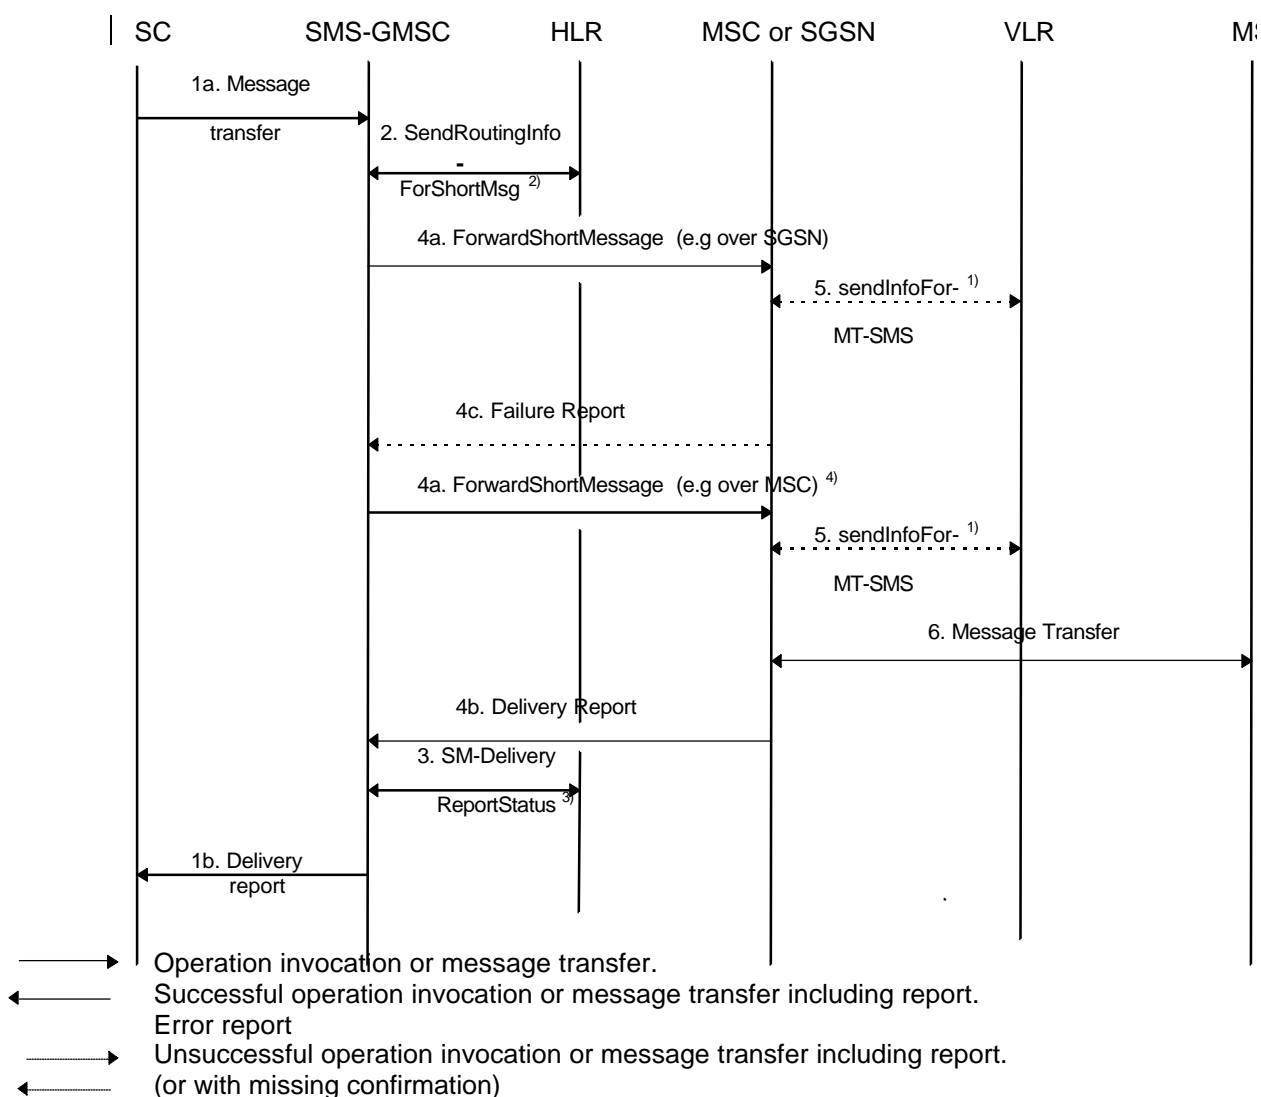 SC SMS-GMSC HLR MSC or SGSN VLR MS
1a. Message
transfer
2. SendRoutingInfo
-
ForShortMsg 2)
4a. ForwardShortMessage (e.g over SGSN)
5. sendInfoFor- 1)
MT-SMS
4c. Failure Report
4a. ForwardShortMessage (e.g over MSC) 4)
5. sendInfoFor- 1)
MT-SMS
6. Message Transfer
4b. Delivery Report
3. SM-Delivery
ReportStatus 3)
1b. Delivery
report
Operation invocation or message transfer.
Successful operation invocation or message transfer including report.
Error report
Unsuccessful operation invocation or message transfer including report.
(or with missing confirmation)